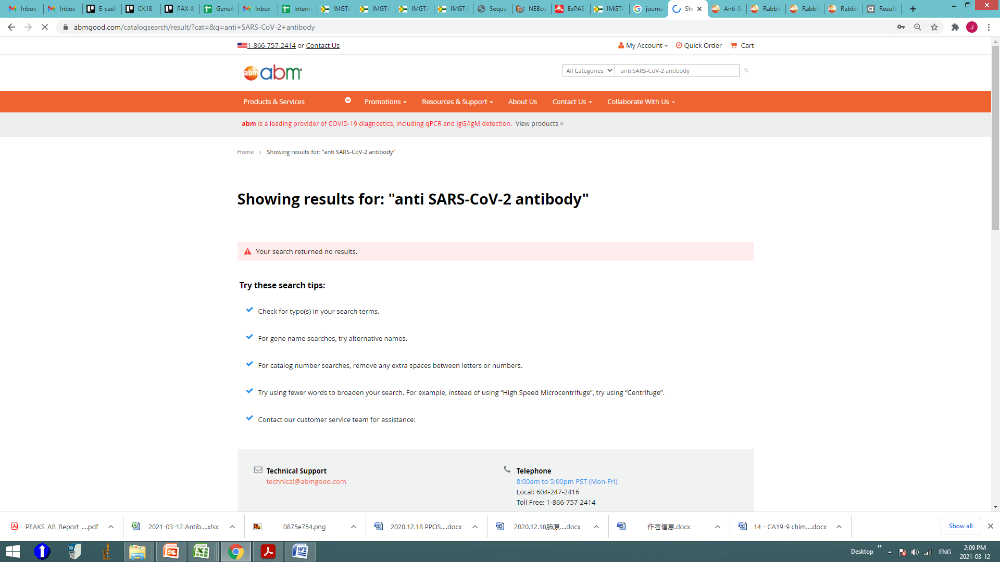 Inbox
Inbox
E-cadh
CK18 -
PAX-8
GeneA
Inbox
Interna
IMGT/
IMGT/
IMGT/
IMGT/
Seque
NEBcu
ExPAS
IMGT/
journa
Sh
Anti-S
Rabbit
Rabbit
Rabbit
Result
abmgood.com/catalogsearch/result/?cat=&q=anti+SARS-CoV-2+antibody
J
1-866-757-2414 or Contact Us
My Account
Quick Order
Cart
abm abm
All Categories
anti SARS-CoV-2 antibody
Products & Services
Promotions
Resources & Support
About Us
Contact Us
Collaborate With Us
abm is a leading provider of COVID-19 diagnostics, including qPCR and IgG/IgM detection. View products >
Home > Showing results for: "anti SARS-CoV-2 antibody"
Showing results for: "anti SARS-CoV-2 antibody"
Your search returned no results.
Try these search tips:
Check for typo(s) in your search terms.
For gene name searches, try alternative names.
For catalog number searches, remove any extra spaces between letters or numbers.
Try using fewer words to broaden your search. For example, instead of using “High Speed Microcentrifuge”, try using “Centrifuge”.
Contact our customer service team for assistance:
Technical Support
technical@abmgood.com
Telephone
8:00am to 5:00pm PST (Mon-Fri)
Local: 604-247-2416
Toll Free: 1-866-757-2414
PEAKS_AB_Report_....pdf
2021-03-12 Antib....xlsx
0875e754.png
2020.12.18 PPOS....docx
2020.12.18肺原....docx
作者信息.docx
14 - CA19-9 chim....docx
Show all
Desktop
ENG
2:09 PM
2021-03-12